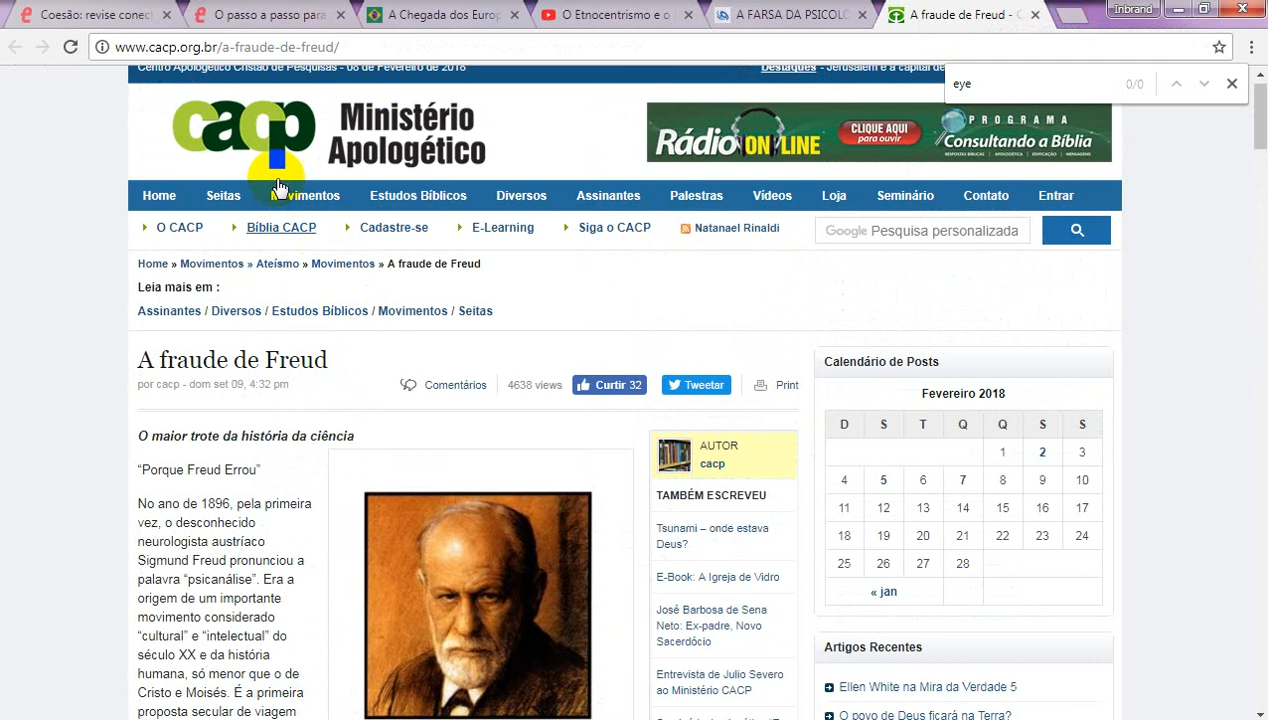 Coesão: revise conect
O passo a passo para
A Chegada dos Europ
O Etnocentrismo e o
A FARSA DA PSICOL
A fraude de Freud - C
Inbrand
www.cacp.org.br/a-fraude-de-freud/
eye
0/0
Centro Apologético Cristão de Pesquisas - 08 de Fevereiro de 2018
Destaques - Jerusalém é a capital de
cacp
Ministério
Apologético
Rádio ON LINE
CLIQUE AQUI
para ouvir
PROGRAMA
Consultando a Bíblia
Home
Seitas
Movimentos
Estudos Bíblicos
Diversos
Assinantes
Palestras
Vídeos
Loja
Seminário
Contato
Entrar
O CACP
Bíblia CACP
Cadastre-se
E-Learning
Siga o CACP
Natanael Rinaldi
Google Pesquisa personalizada
Home » Movimentos » Ateísmo » Movimentos » A fraude de Freud
Leia mais em :
Assinantes / Diversos / Estudos Bíblicos / Movimentos / Seitas
A fraude de Freud
por cacp - dom set 09, 4:32 pm
Comentários
4638 views
Curtir 32
Tweetar
Print
O maior trote da história da ciência
“Porque Freud Errou”
No ano de 1896, pela primeira
vez, o desconhecido
neurologista austríaco
Sigmund Freud pronunciou a
palavra “psicanálise”. Era a
origem de um importante
movimento considerado
“cultural” e “intelectual” do
século XX e da história
humana, só menor que o de
Cristo e Moisés. É a primeira
proposta secular de viagem
AUTOR
cacp
TAMBÉM ESCREVEU
Tsunami – onde estava
Deus?
E-Book: A Igreja de Vidro
José Barbosa de Sena
Neto: Ex-padre, Novo
Sacerdócio
Entrevista de Julio Severo
ao Ministério CACP
Calendário de Posts
Fevereiro 2018
D S T Q Q S S
1 2 3
4 5 6 7 8 9 10
11 12 13 14 15 16 17
18 19 20 21 22 23 24
25 26 27 28
« jan
Artigos Recentes
Ellen White na Mira da Verdade 5
O povo de Deus ficará na Terra?